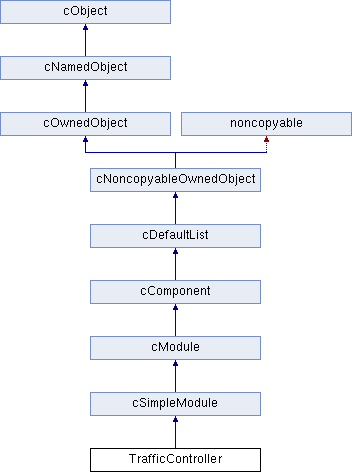 cObject
cNamedObject
cOwnedObject
noncopyable
cNoncopyableOwnedObject
cDefaultList
cComponent
cModule
cSimpleModule
TrafficController